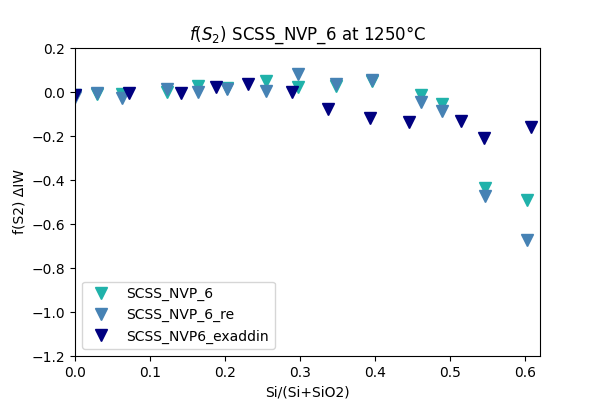 f(S₂) SCSS_NVP_6 at 1250°C
f(S2) ΔIW
0.2
0.0
−0.2
−0.4
−0.6
−0.8
−1.0
−1.2
SCSS_NVP_6
SCSS_NVP_6_re
SCSS_NVP6_exaddin
0.0 0.1 0.2 0.3 0.4 0.5 0.6
Si/(Si+SiO2)